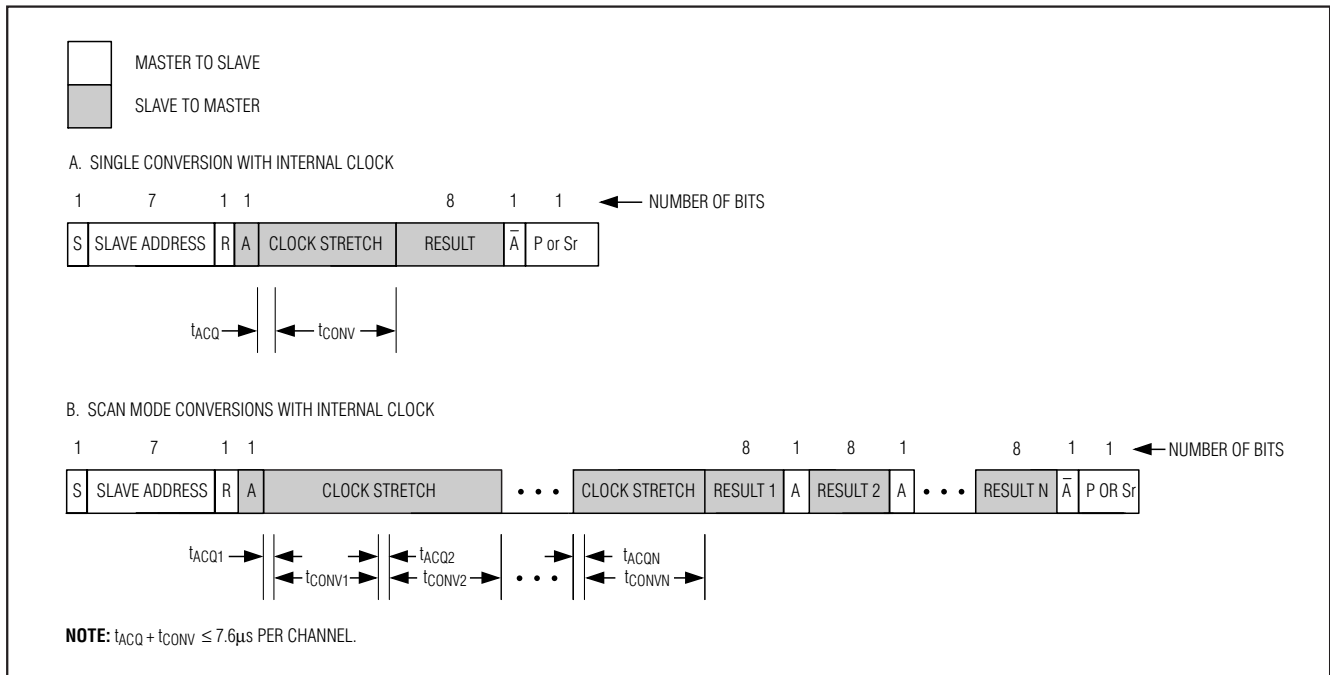 MASTER TO SLAVE
SLAVE TO MASTER
A. SINGLE CONVERSION WITH INTERNAL CLOCK
1 7 1 1 8 1 1 NUMBER OF BITS
S SLAVE ADDRESS R A CLOCK STRETCH RESULT A̅ P or Sr
tACQ tCONV
B. SCAN MODE CONVERSIONS WITH INTERNAL CLOCK
1 7 1 1 8 1 8 1 8 1 1 NUMBER OF BITS
S SLAVE ADDRESS R A CLOCK STRETCH • • • CLOCK STRETCH RESULT 1 A RESULT 2 A • • • RESULT N A̅ P OR Sr
tACQ1 tACQ2 tACQN
tCONV1 tCONV2 • • • tCONVN
NOTE: tACQ + tCONV ≤ 7.6µs PER CHANNEL.